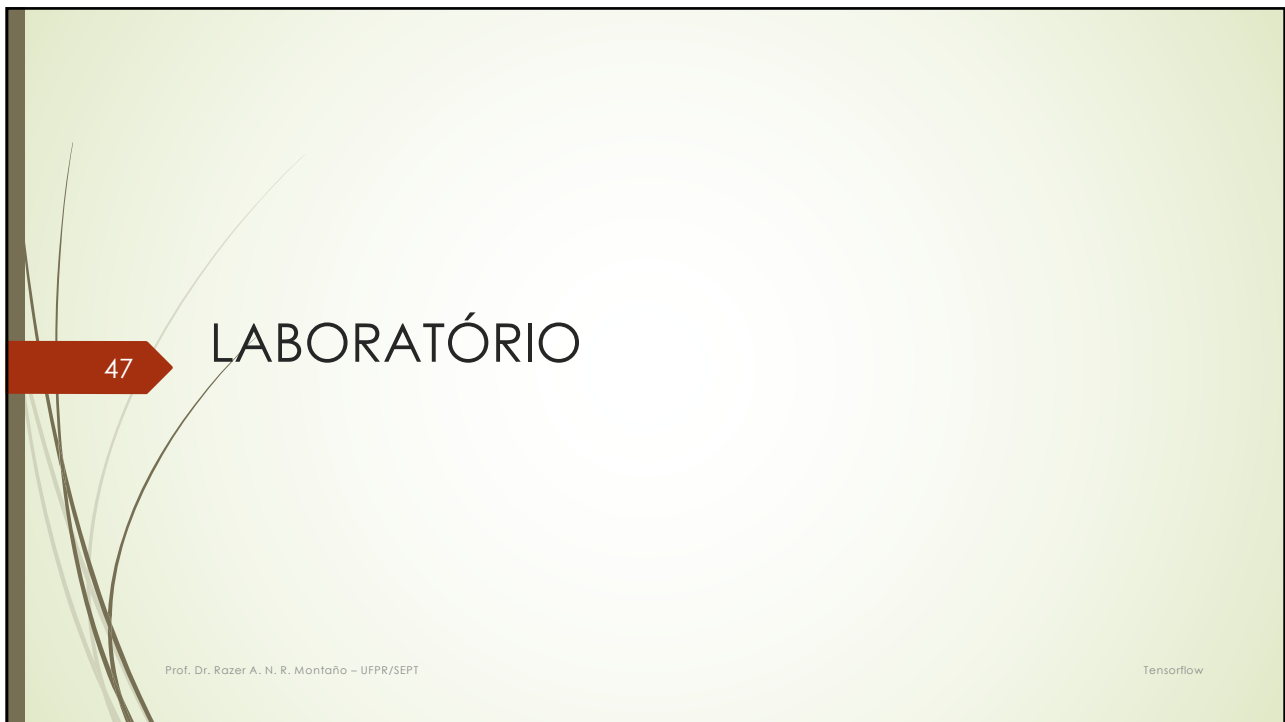 LABORATÓRIO
47
Prof. Dr. Razer A. N. R. Montaño – UFPR/SEPT
Tensorflow